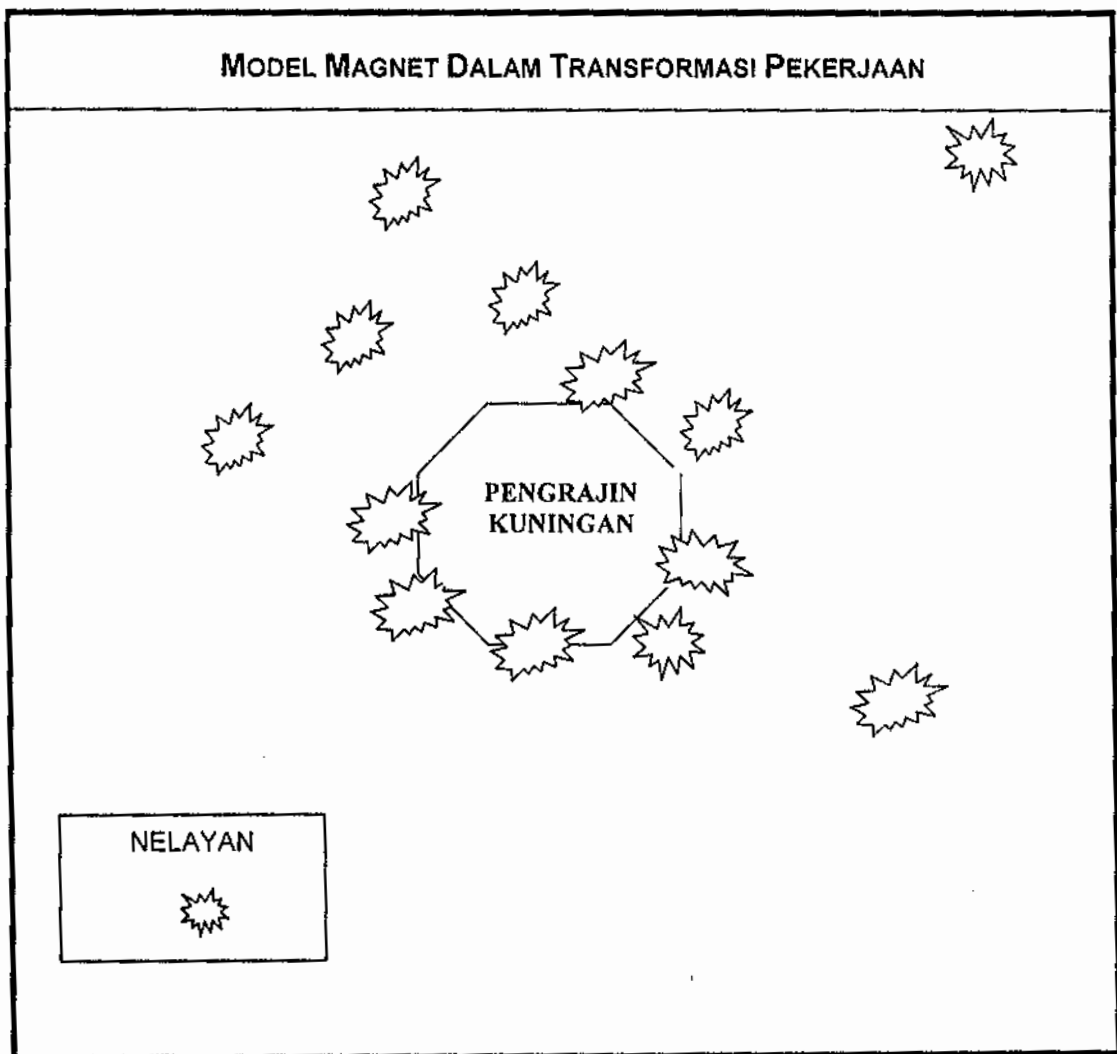 MODEL MAGNET DALAM TRANSFORMASI PEKERJAAN
PENGRAJIN
KUNINGAN
NELAYAN